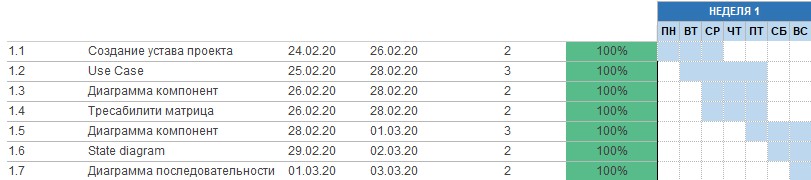 НЕДЕЛЯ 1
ПН ВТ СР ЧТ ПТ СБ ВС
1.1 Создание устава проекта 24.02.20 26.02.20 2 100%
1.2 Use Case 25.02.20 28.02.20 3 100%
1.3 Диаграмма компонент 26.02.20 28.02.20 2 100%
1.4 Тресабилити матрица 26.02.20 28.02.20 2 100%
1.5 Диаграмма компонент 28.02.20 01.03.20 3 100%
1.6 State diagram 29.02.20 02.03.20 2 100%
1.7 Диаграмма последовательности 01.03.20 03.03.20 2 100%